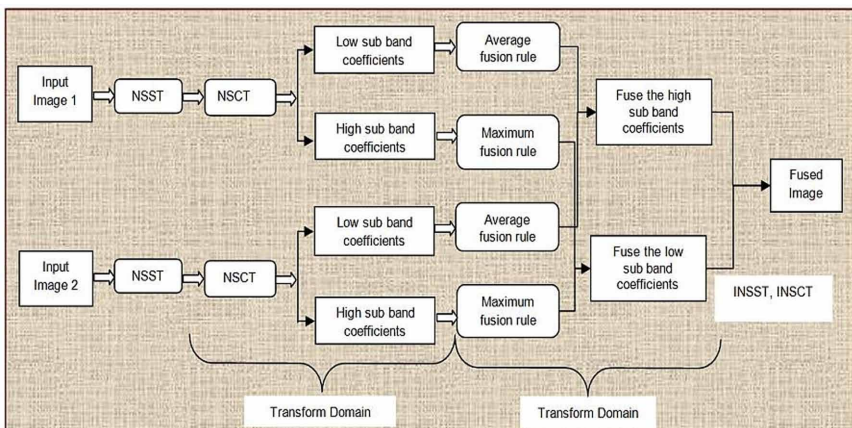 Input
Image 1
NSST
NSCT
Low sub band
coefficients
Average
fusion rule
High sub band
coefficients
Maximum
fusion rule
Fuse the high
sub band
coefficients
Fused
Image
Input
Image 2
NSST
NSCT
Low sub band
coefficients
Average
fusion rule
High sub band
coefficients
Maximum
fusion rule
Fuse the low
sub band
coefficients
INSST, INSCT
Transform Domain
Transform Domain